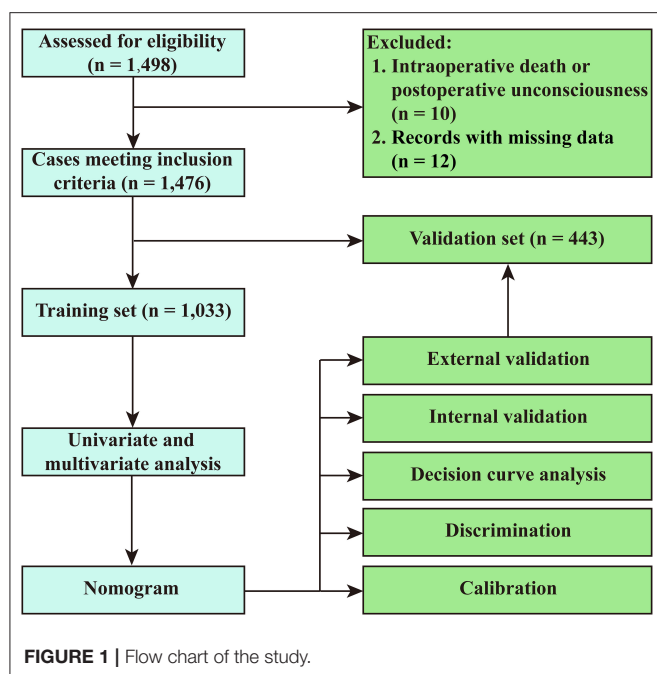 Assessed for eligibility
(n = 1,498)
Excluded:
1. Intraoperative death or
postoperative unconsciousness
(n = 10)
2. Records with missing data
(n = 12)
Cases meeting inclusion
criteria (n = 1,476)
Validation set (n = 443)
Training set (n = 1,033)
External validation
Internal validation
Univariate and
multivariate analysis
Decision curve analysis
Discrimination
Nomogram
Calibration
FIGURE 1 | Flow chart of the study.